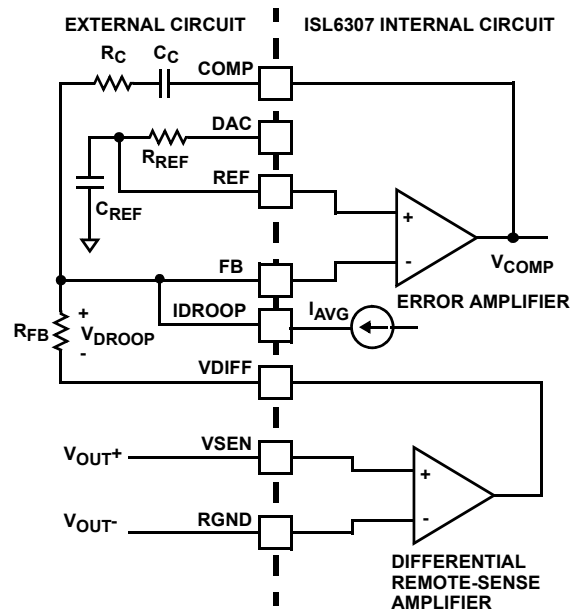 EXTERNAL CIRCUIT
ISL6307 INTERNAL CIRCUIT
RC
CC
COMP
DAC
RREF
REF
CREF
+
-
VCOMP
FB
ERROR AMPLIFIER
IDROOP
IAVG
RFB
+
VDROOP
-
VDIFF
VOUT+
VSEN
+
-
VOUT-
RGND
DIFFERENTIAL
REMOTE-SENSE
AMPLIFIER